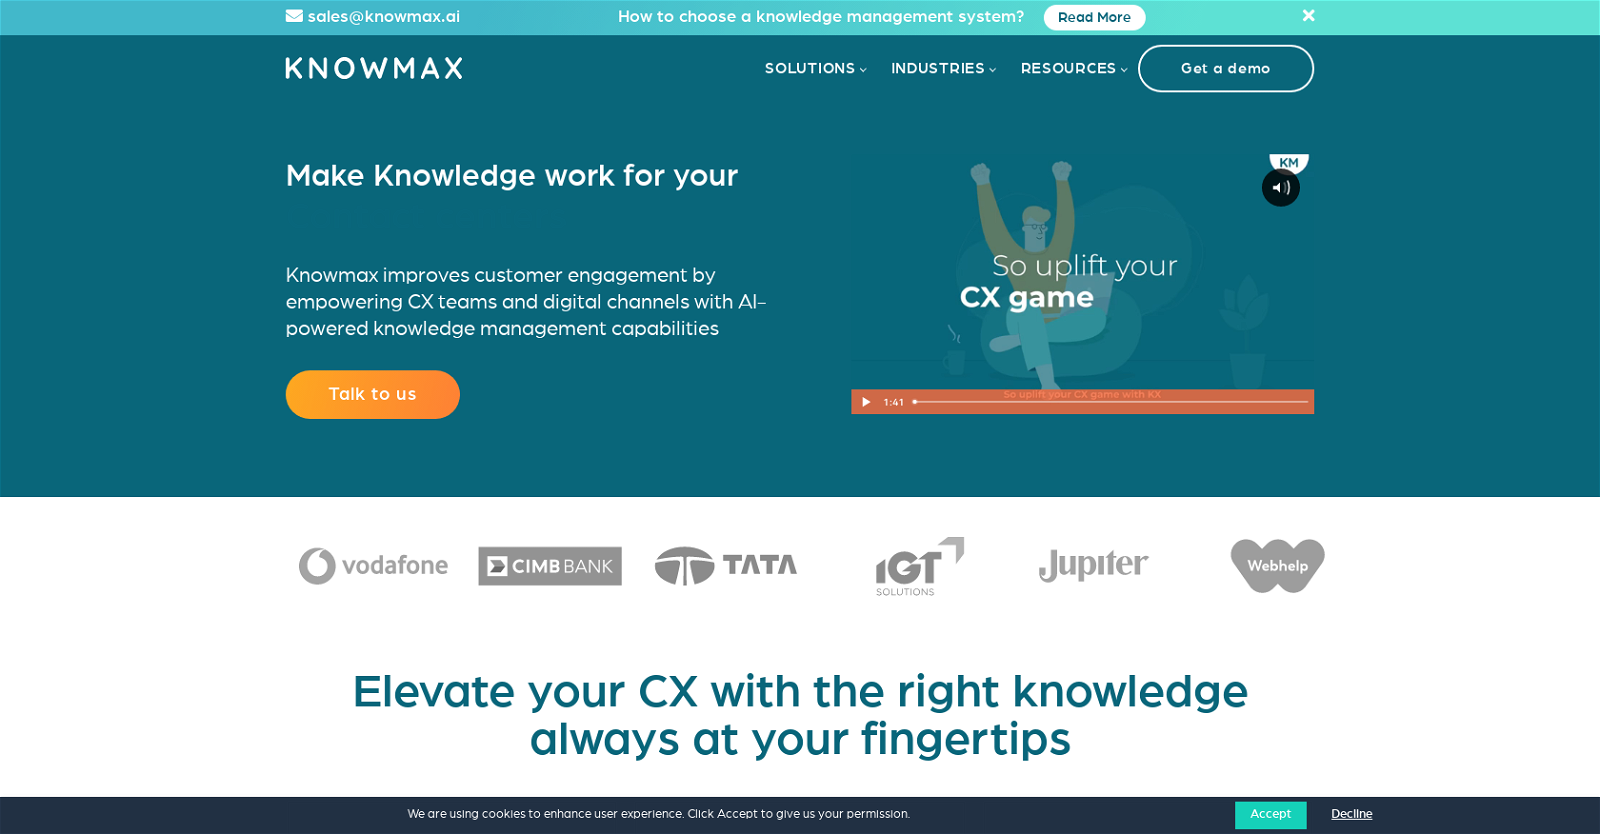 sales@knowmax.ai
How to choose a knowledge management system?
Read More
KNOWMAX
SOLUTIONS
INDUSTRIES
RESOURCES
Get a demo
Make Knowledge work for your
Knowmax improves customer engagement by
empowering CX teams and digital channels with AI-
powered knowledge management capabilities
Talk to us
KM
So uplift your
CX game
So uplift your CX game with KX
1:41
vodafone
CIMB BANK
TATA
IGT
SOLUTIONS
Jupiter
Webhelp
Elevate your CX with the right knowledge
always at your fingertips
We are using cookies to enhance user experience. Click Accept to give us your permission.
Accept
Decline